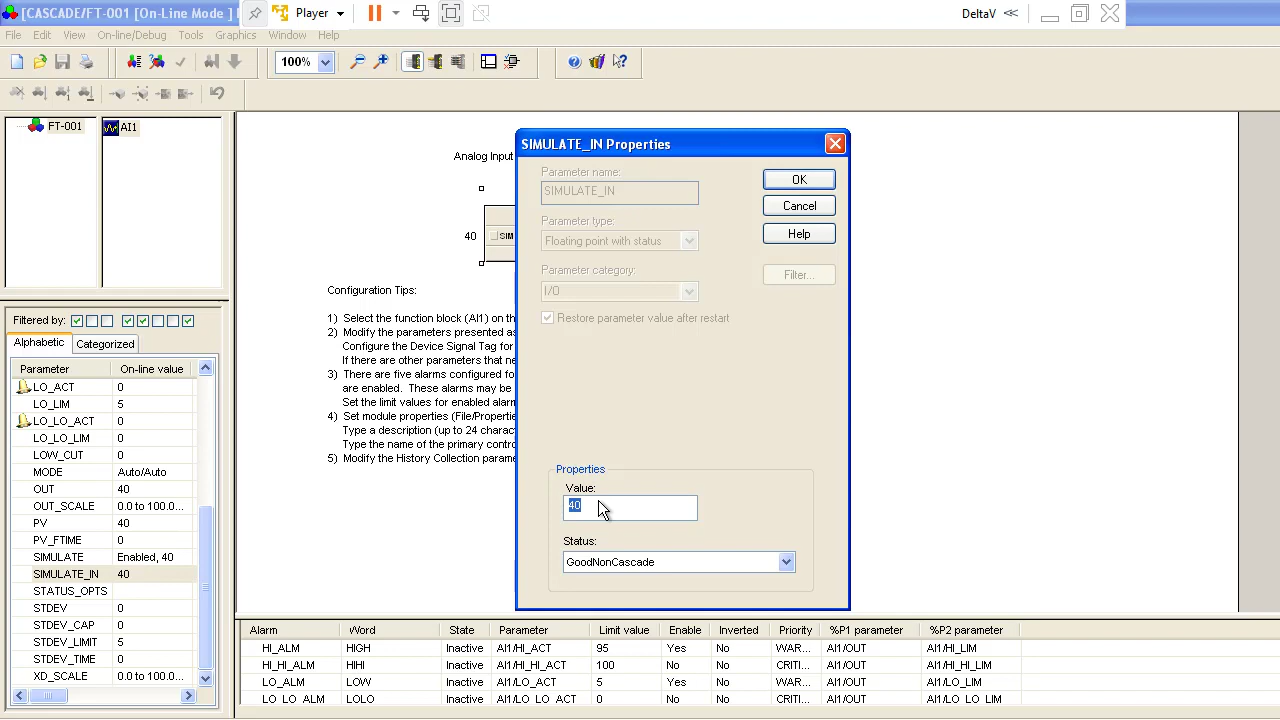 [CASCADE/FT-001 [On-Line Mode ]
Player
DeltaV
File Edit View On-line/Debug Tools Graphics Window Help
100%
FT-001
AI1
Analog Input
40
SIM
Configuration Tips:
1) Select the function block (AI1) on th
2) Modify the parameters presented as
Configure the Device Signal Tag for
If there are other parameters that ne
3) There are five alarms configured fo
are enabled. These alarms may be
Set the limit values for enabled alarm
4) Set module properties (File/Propertie
Type a description (up to 24 charac
Type the name of the primary contro
5) Modify the History Collection parame
SIMULATE_IN Properties
Parameter name:
SIMULATE_IN
Parameter type:
Floating point with status
Parameter category:
I/O
Restore parameter value after restart
OK
Cancel
Help
Filter...
Properties
Value:
40
Status:
GoodNonCascade
Filtered by:
Alphabetic Categorized
Parameter On-line value
LO_ACT 0
LO_LIM 5
LO_LO_ACT 0
LO_LO_LIM 0
LOW_CUT 0
MODE Auto/Auto
OUT 40
OUT_SCALE 0.0 to 100.0...
PV 40
PV_FTIME 0
SIMULATE Enabled, 40
SIMULATE_IN 40
STATUS_OPTS
STDEV 0
STDEV_CAP 0
STDEV_LIMIT 5
STDEV_TIME 0
XD_SCALE 0.0 to 100.0...
Alarm Word State Parameter Limit value Enable Inverted Priority %P1 parameter %P2 parameter
HI_ALM HIGH Inactive AI1/HI_ACT 95 Yes No WAR... AI1/OUT AI1/HI_LIM
HI_HI_ALM HIHI Inactive AI1/HI_HI_ACT 100 No No CRITI... AI1/OUT AI1/HI_HI_LIM
LO_ALM LOW Inactive AI1/LO_ACT 5 Yes No WAR... AI1/OUT AI1/LO_LIM
LO_LO_ALM LOLO Inactive AI1/LO_LO_ACT 0 No No CRITI... AI1/OUT AI1/LO_LO_LIM